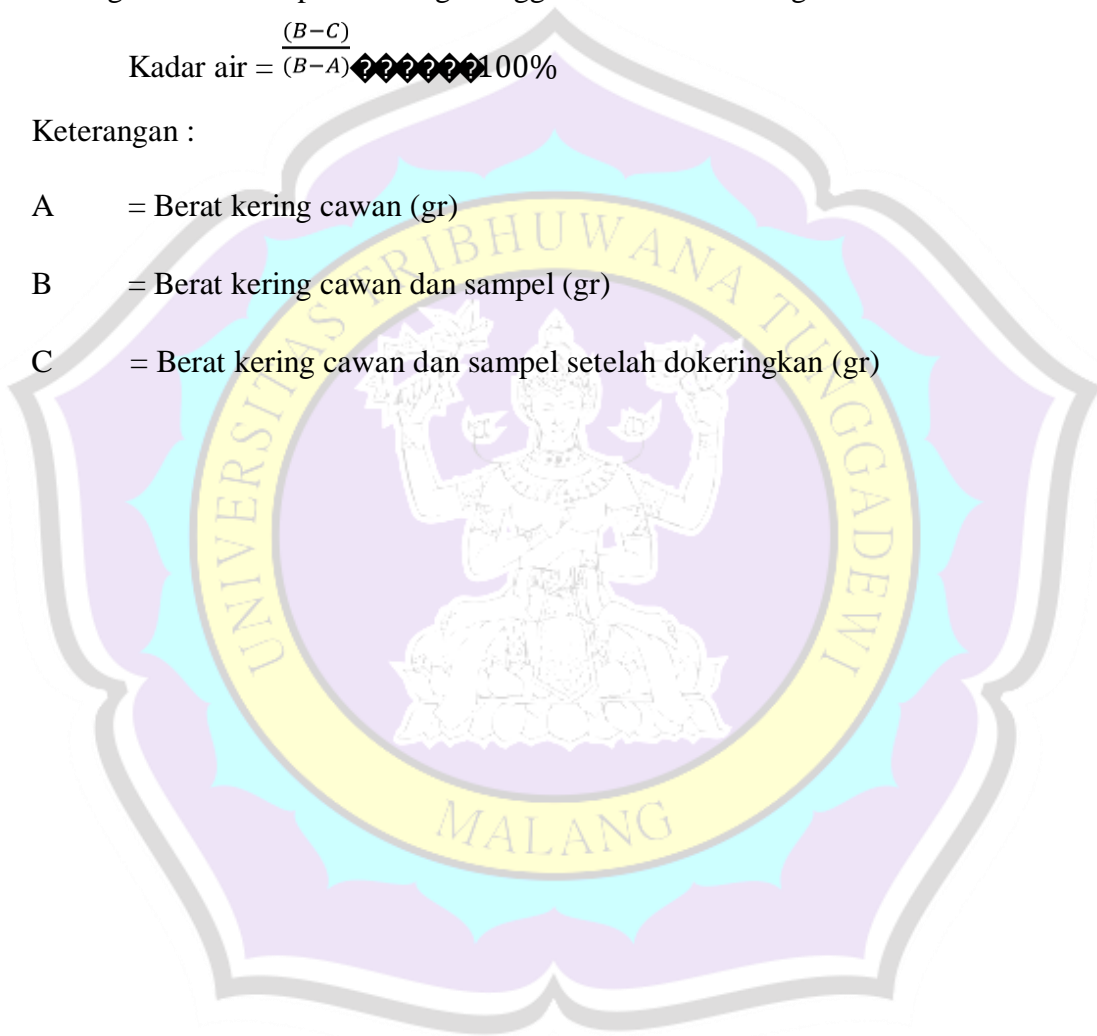 (B−C)
Kadar air = (B−A)������100%
Keterangan :
A = Berat kering cawan (gr)
B = Berat kering cawan dan sampel (gr)
C = Berat kering cawan dan sampel setelah dokeringkan (gr)
UNIVERSITAS TRIBHUWANA TUNGGADEWI
MALANG